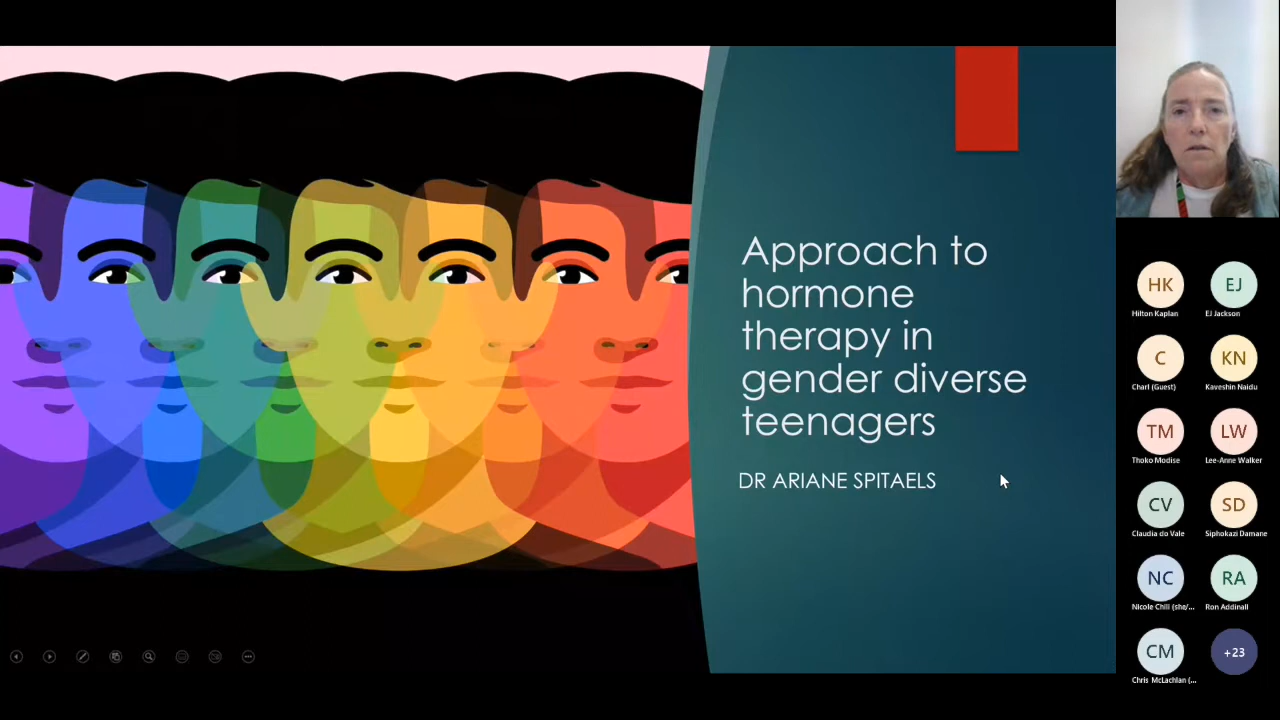 Approach to
hormone
therapy in
gender diverse
teenagers
DR ARIANE SPITAELS
HK
EJ
Hilton Kaplan
EJ Jackson
C
KN
Charl (Guest)
Kaveshin Naidu
TM
LW
Thoko Modise
Lee-Anne Walker
CV
SD
Claudia do Vale
Siphokazi Damane
NC
RA
Nicole Chili (she/...
Ron Addinall
CM
+23
Chris McLachlan (...